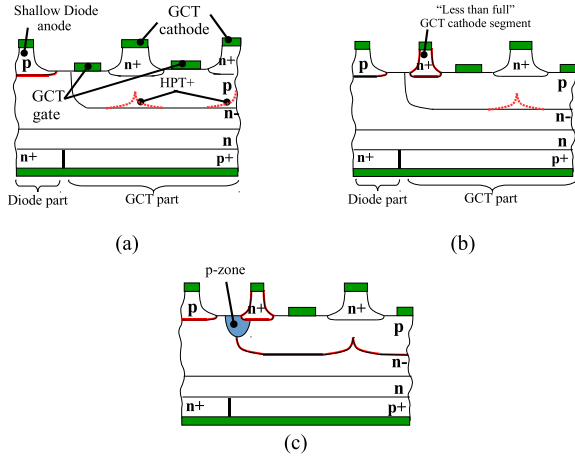 Shallow Diode
anode
GCT
cathode
p
n+
n+
GCT
gate
HPT+
p
n-
n
n+
p+
Diode part
GCT part
(a)
“Less than full”
GCT cathode segment
p
n+
n+
p
n-
n
n+
p+
Diode part
GCT part
(b)
p-zone
p
n+
n+
p
n-
n
n+
p+
(c)